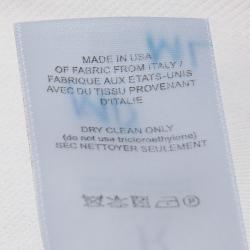 MADE IN USA
OF FABRIC FROM ITALY /
FABRIQUE AUX ETATS-UNIS
AVEC DU TISSU PROVENANT
D'ITALIE
DRY CLEAN ONLY
(do not use tricloroethylene)
SEC NETTOYER SEULEMENT